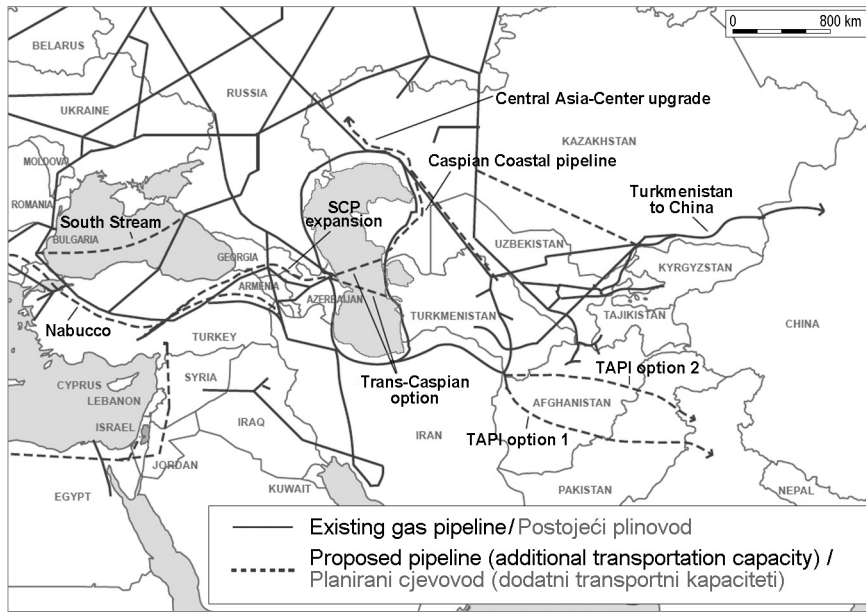 0 800 km
BELARUS
RUSSIA
UKRAINE
Central Asia-Center upgrade
KAZAKHSTAN
MOLDOVA
Caspian Coastal pipeline
ROMANIA
SCP
expansion
Turkmenistan
to China
South Stream
BULGARIA
GEORGIA
UZBEKISTAN
KYRGYZSTAN
ARMENIA
AZERBAIJAN
TURKMENISTAN
TAJIKISTAN
CHINA
Nabucco
TURKEY
TAPI option 2
CYPRUS
SYRIA
Trans-Caspian
option
LEBANON
AFGHANISTAN
ISRAEL
IRAQ
IRAN
TAPI option 1
JORDAN
EGYPT
KUWAIT
PAKISTAN
NEPAL
Existing gas pipeline/Postojeći plinovod
Proposed pipeline (additional transportation capacity) /
Planirani cjevovod (dodatni transportni kapaciteti)